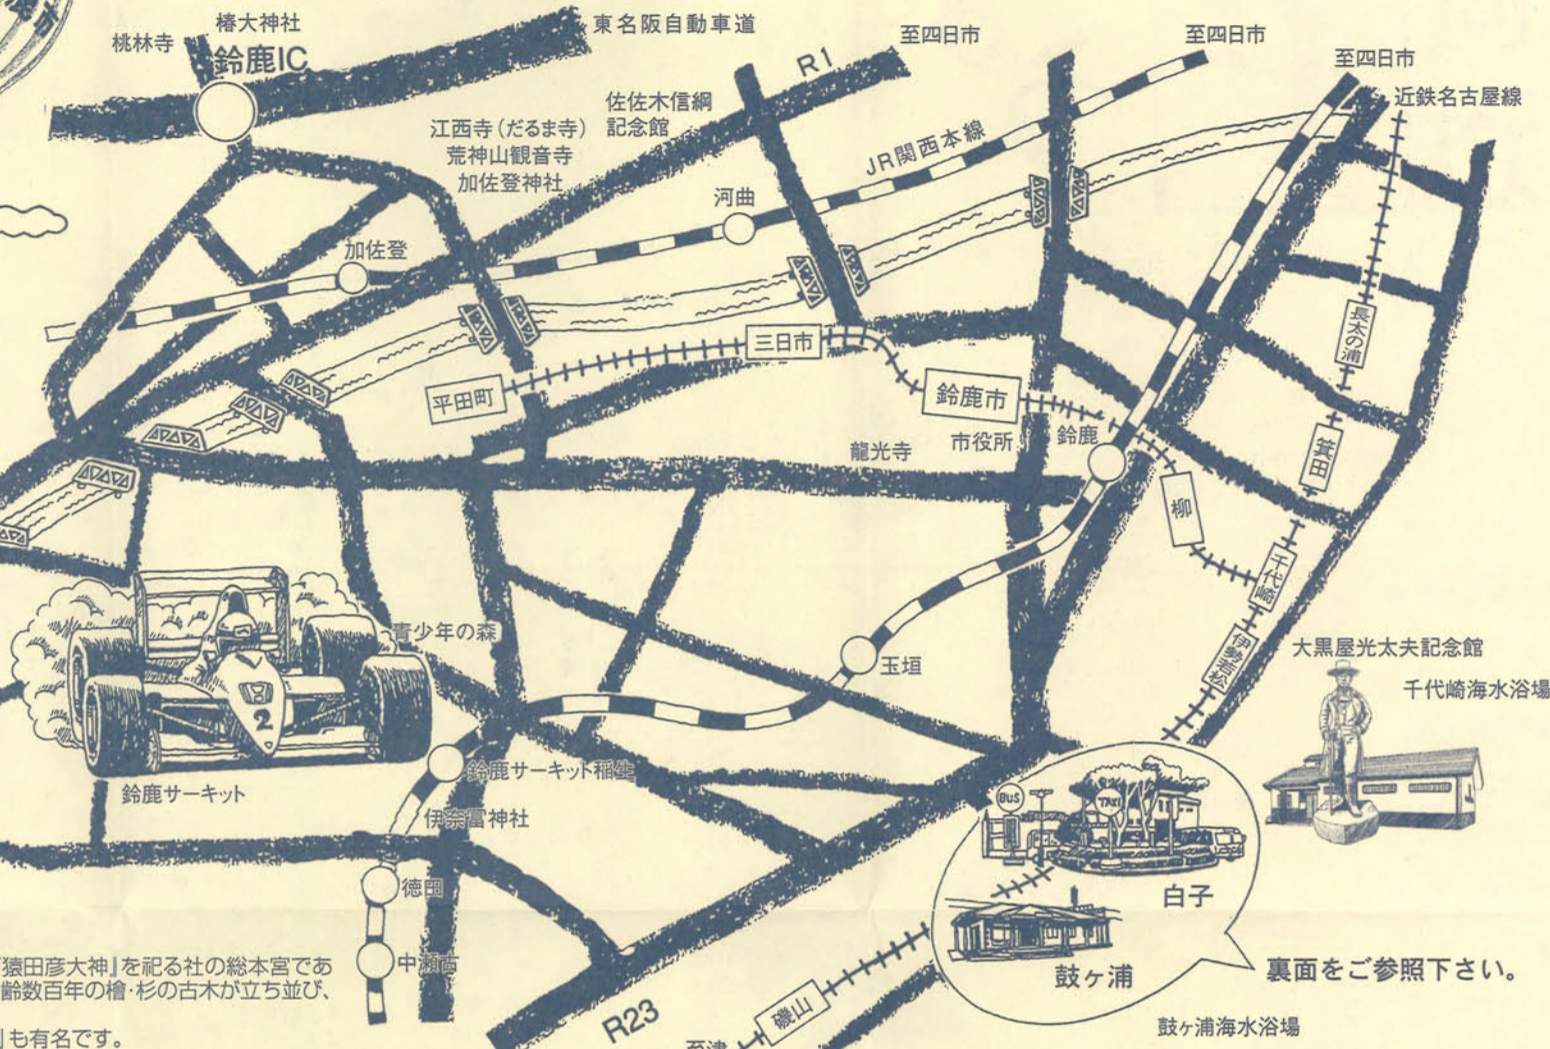 桃林寺
椿大神社
鈴鹿IC
東名阪自動車道
R1
至四日市
至四日市
至四日市
近鉄名古屋線
佐佐木信綱
記念館
江西寺(だるま寺)
荒神山観音寺
加佐登神社
JR関西本線
河曲
加佐登
長太の浦
三日市
平田町
鈴鹿市
市役所
鈴鹿
龍光寺
箕田
柳
千代崎
伊勢若松
大黒屋光太夫記念館
千代崎海水浴場
青少年の森
玉垣
2
鈴鹿サーキット
鈴鹿サーキット稲生
伊奈冨神社
徳田
中瀬古
BUS
TAXI
白子
鼓ヶ浦
裏面をご参照下さい。
鼓ヶ浦海水浴場
磯山
R23
至津
『猿田彦大神』を祀る社の総本宮であ
齢数百年の檜・杉の古木が立ち並び、
』も有名です。